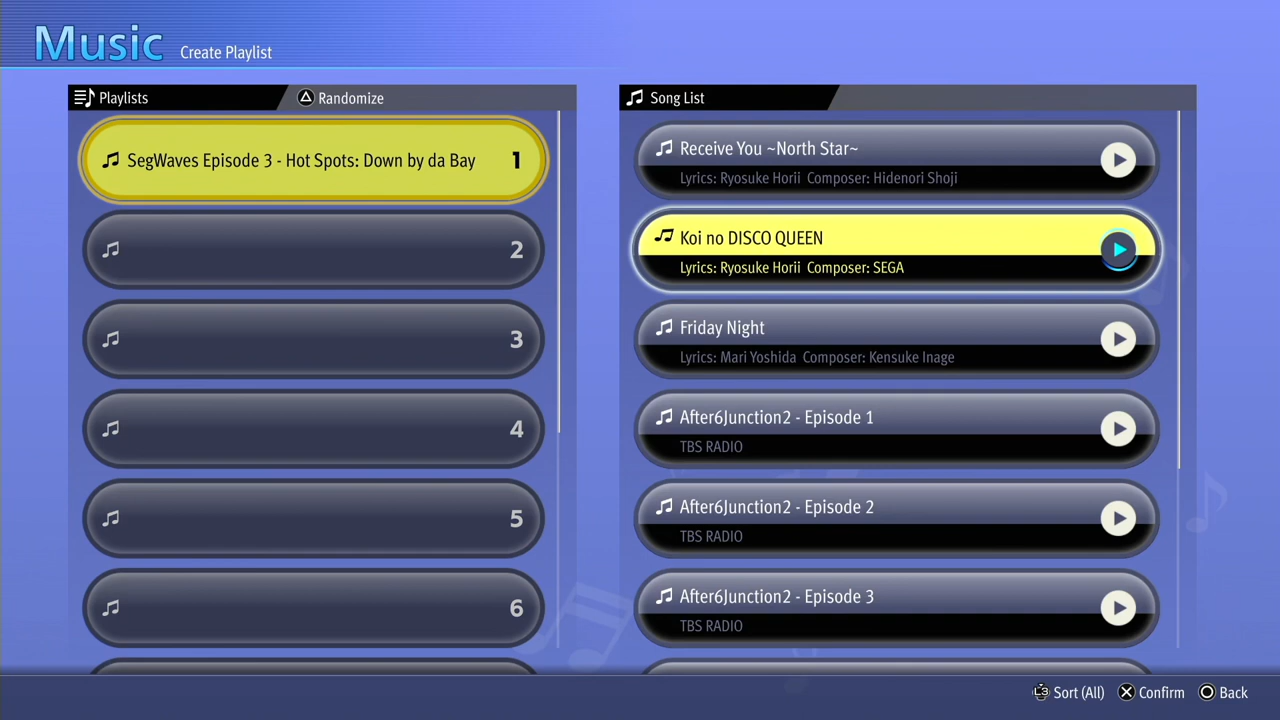 Music Create Playlist
Playlists
Randomize
SegWaves Episode 3 - Hot Spots: Down by da Bay 1
2
3
4
5
6
Song List
Receive You ~North Star~
Lyrics: Ryosuke Horii Composer: Hidenori Shoji
Koi no DISCO QUEEN
Lyrics: Ryosuke Horii Composer: SEGA
Friday Night
Lyrics: Mari Yoshida Composer: Kensuke Inage
After6Junction2 - Episode 1
TBS RADIO
After6Junction2 - Episode 2
TBS RADIO
After6Junction2 - Episode 3
TBS RADIO
L3 Sort (All) Confirm Back